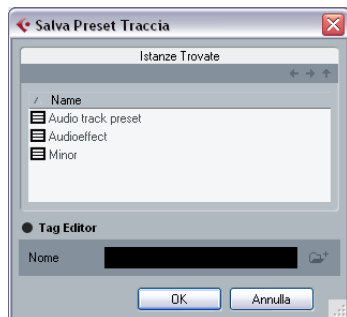 Salva Preset Traccia
Istanze Trovate
Name
Audio track preset
Audioeffect
Minor
Tag Editor
Nome
OK Annulla